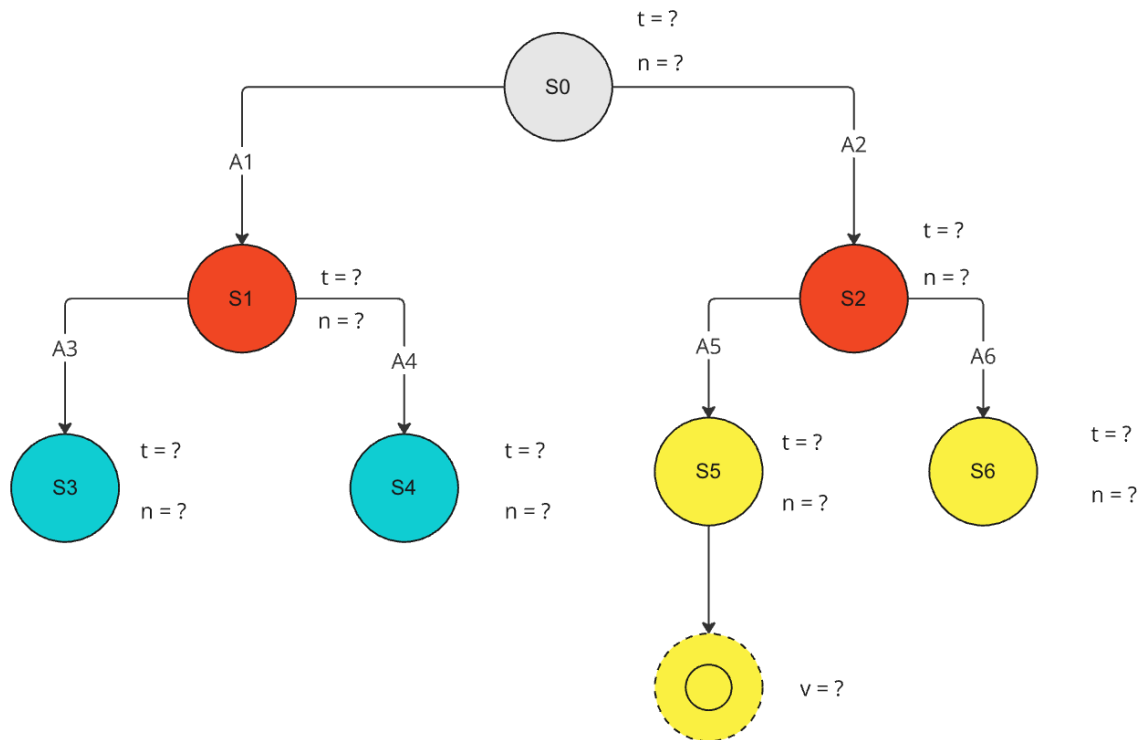 t = ?
n = ?
S0
A1
A2
t = ?
n = ?
S2
S1
t = ?
n = ?
A3
A4
A5
A6
t = ?
n = ?
S3
t = ?
n = ?
S4
t = ?
n = ?
S5
t = ?
n = ?
S6
v = ?